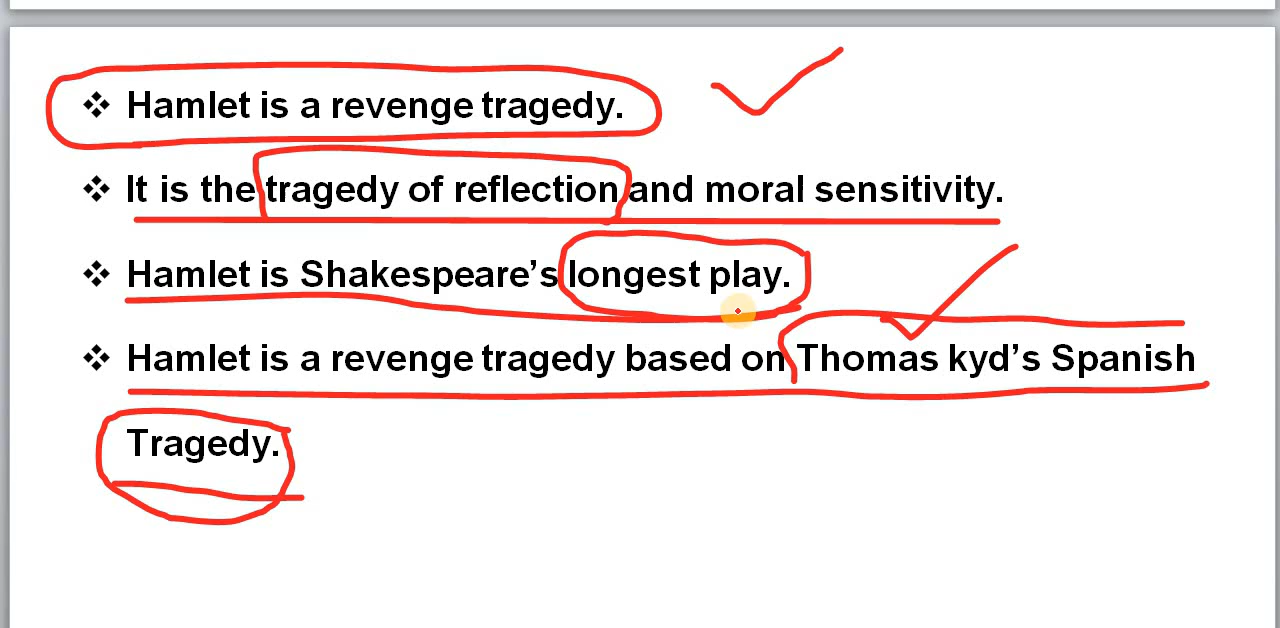 ❖ Hamlet is a revenge tragedy.
❖ It is the tragedy of reflection and moral sensitivity.
❖ Hamlet is Shakespeare’s longest play.
❖ Hamlet is a revenge tragedy based on Thomas kyd’s Spanish
Tragedy.